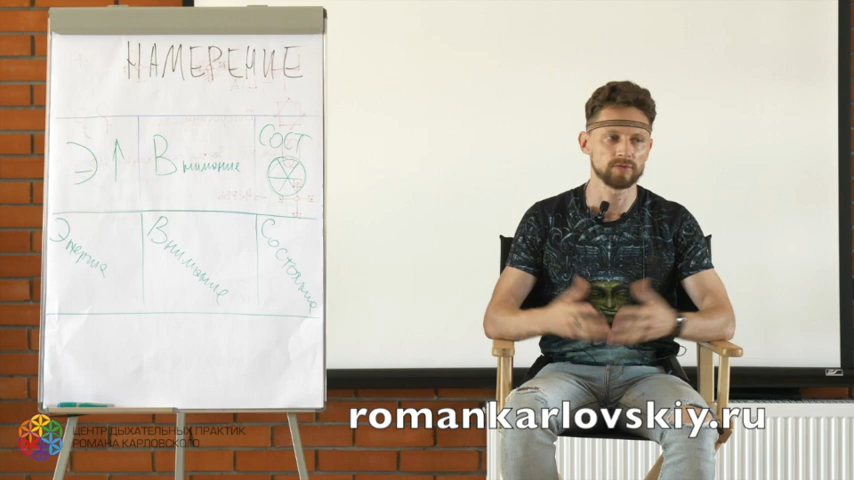 НАМЕРЕНИЕ
Э↑ Внимание СОСТ
Энергия Внимание Состояние
romankarlovskiy.ru
ЦЕНТР ДЫХАТЕЛЬНЫХ ПРАКТИК
РОМАНА КАРЛОВСКОГО